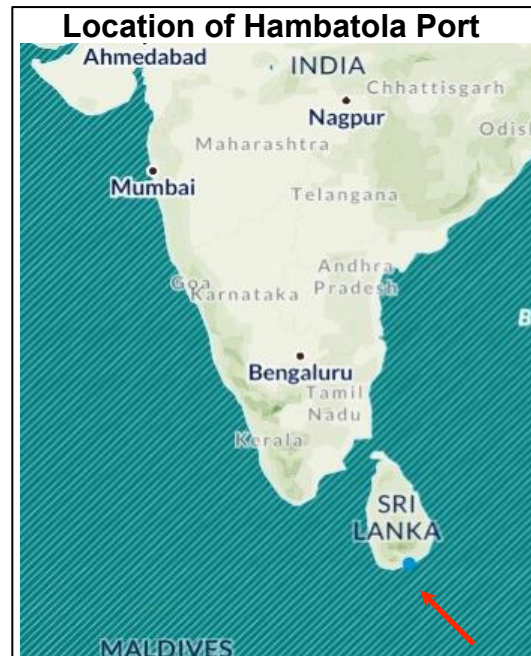 Location of Hambatola Port
Ahmedabad
INDIA
Chhattisgarh
Nagpur
Odis
Maharashtra
Mumbai
Telangana
Andhra
Pradesh
Goa
Karnataka
B
Bengaluru
Tamil
Nadu
Kerala
SRI
LANKA
MALDIVES